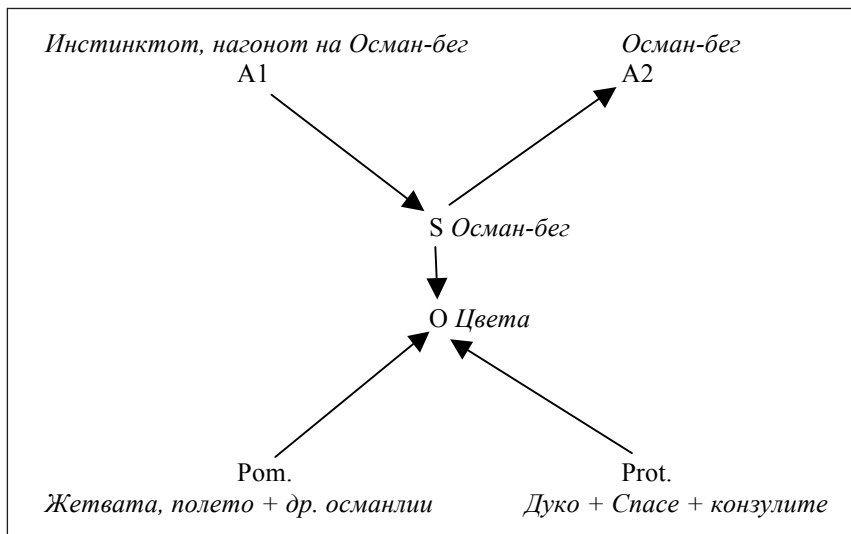 Инстинктот, нагонот на Осман-бег
A1
Осман-бег
A2
S Осман-бег
O Цвета
Pom.
Жетвата, полето + др. османлии
Prot.
Дуко + Спасе + конзулите